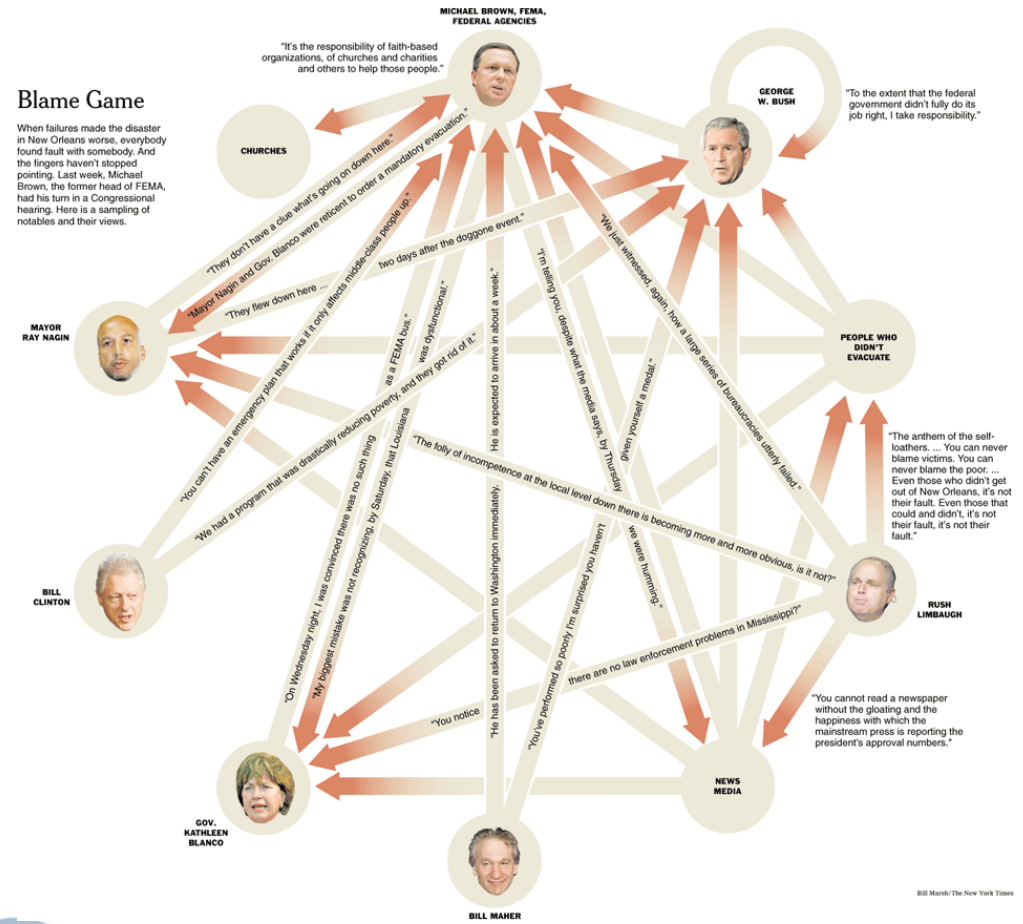 MICHAEL BROWN, FEMA,
FEDERAL AGENCIES
"It's the responsibility of faith-based
organizations, of churches and charities
and others to help those people."
Blame Game
When failures made the disaster
in New Orleans worse, everybody
found fault with somebody. And
the fingers haven't stopped
pointing. Last week, Michael
Brown, the former head of FEMA,
had his turn in a Congressional
hearing. Here is a sampling of
notables and their views.
CHURCHES
GEORGE
W. BUSH
"To the extent that the federal
government didn't fully do its
job right, I take responsibility."
"They don't have a clue what's going on down here."
"Mayor Nagin and Gov. Blanco were reticent to order a mandatory evacuation."
"They flew down here ... two days after the doggone event."
MAYOR
RAY NAGIN
PEOPLE WHO
DIDN'T
EVACUATE
"You can't have an emergency plan that works if it only affects middle-class people up."
"We had a program that was drastically reducing poverty, and they got rid of it."
"On Wednesday night, I was convinced there was no such thing as a FEMA bus."
"My biggest mistake was not recognizing, by Saturday, that Louisiana was dysfunctional."
"He has been asked to return to Washington immediately. He is expected to arrive in about a week."
"I'm telling you, despite what the media says, by Thursday we were humming."
"You've performed so poorly I'm surprised you haven't given yourself a medal."
"We just witnessed, again, how a large series of bureaucracies utterly failed."
"The folly of incompetence at the local level down there is becoming more and more obvious, is it not?"
"You notice there are no law enforcement problems in Mississippi?"
"The anthem of the self-
loathers. ... You can never
blame victims. You can
never blame the poor. ...
Even those who didn't get
out of New Orleans, it's not
their fault. Even those that
could and didn't, it's not
their fault, it's not their
fault."
BILL
CLINTON
RUSH
LIMBAUGH
"You cannot read a newspaper
without the gloating and the
happiness with which the
mainstream press is reporting the
president's approval numbers."
NEWS
MEDIA
GOV.
KATHLEEN
BLANCO
BILL MAHER
Bill Marsh/The New York Times